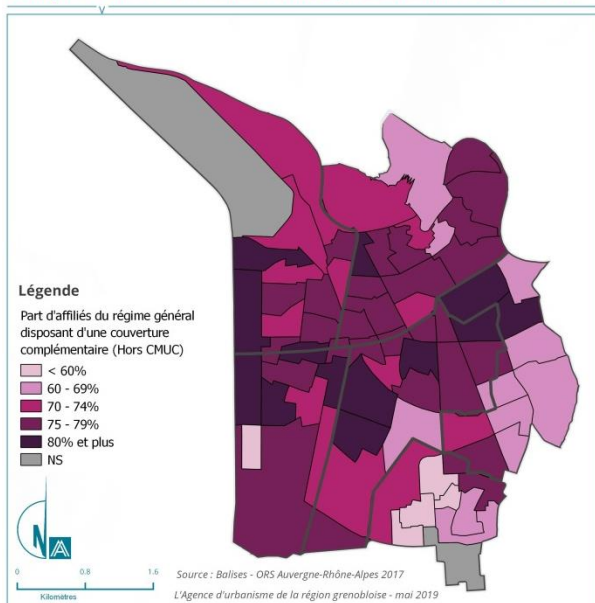 Légende
Part d'affiliés du régime général
disposant d'une couverture
complémentaire (Hors CMUC)
< 60%
60 - 69%
70 - 74%
75 - 79%
80% et plus
NS
N
0 0.8 1.6
Kilomètres
Source : Balises - ORS Auvergne-Rhône-Alpes 2017
L'Agence d'urbanisme de la région grenobloise - mai 2019